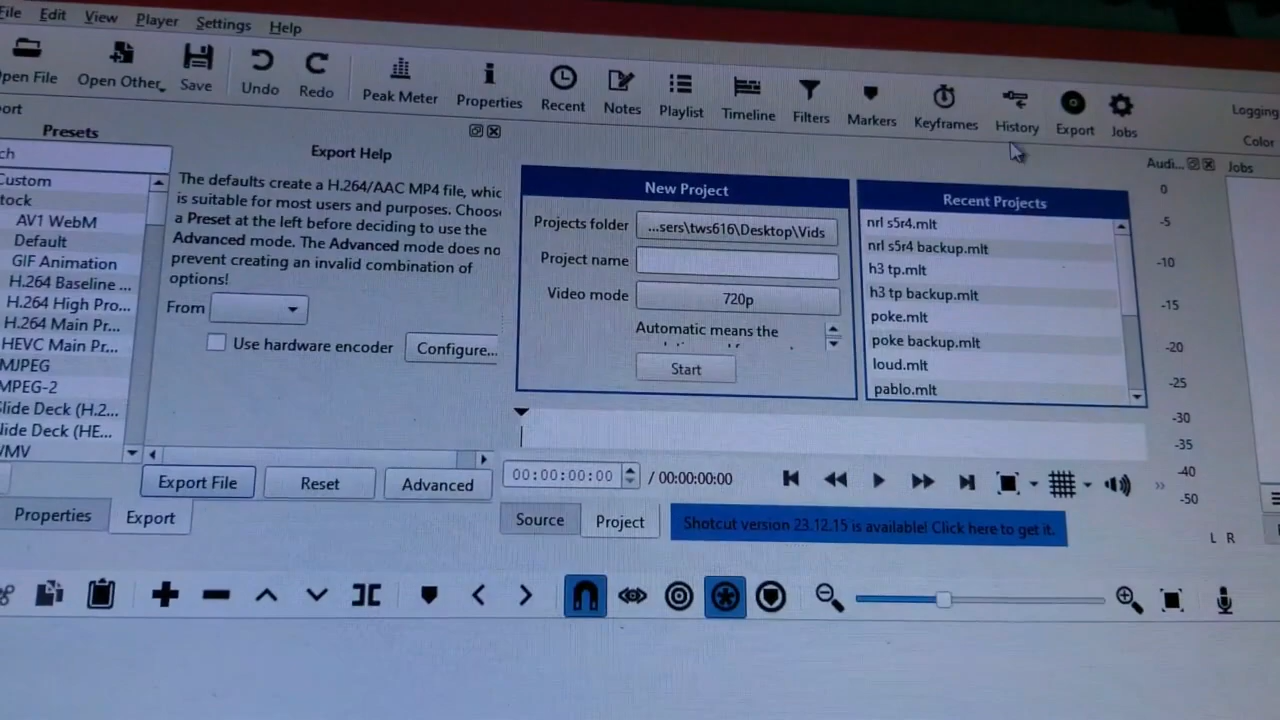 File Edit View Player Settings Help
Open File Open Other Save Undo Redo Peak Meter Properties Recent Notes Playlist Timeline Filters Markers Keyframes History Export Jobs
Logging
Color
Presets
AV1 WebM
Default
GIF Animation
H.264 Baseline ...
H.264 High Pro...
H.264 Main Pr...
HEVC Main Pr...
MJPEG
MPEG-2
Export Help
The defaults create a H.264/AAC MP4 file, whic
is suitable for most users and purposes. Choos
a Preset at the left before deciding to use the
Advanced mode. The Advanced mode does no
prevent creating an invalid combination of
options!
From
Use hardware encoder
Configure...
Export File Reset Advanced
Properties Export
New Project
Projects folder ...sers\tws616\Desktop\Vids
Project name
Video mode 720p
Automatic means the
Start
Recent Projects
nrl s5r4.mlt
nrl s5r4 backup.mlt
h3 tp.mlt
h3 tp backup.mlt
poke.mlt
poke backup.mlt
loud.mlt
pablo.mlt
00:00:00:00 / 00:00:00:00
Source Project
Shotcut version 23.12.15 is available! Click here to get it.
Audi...
0
-5
-10
-15
-20
-25
-30
-35
-40
-50
L R
Jobs